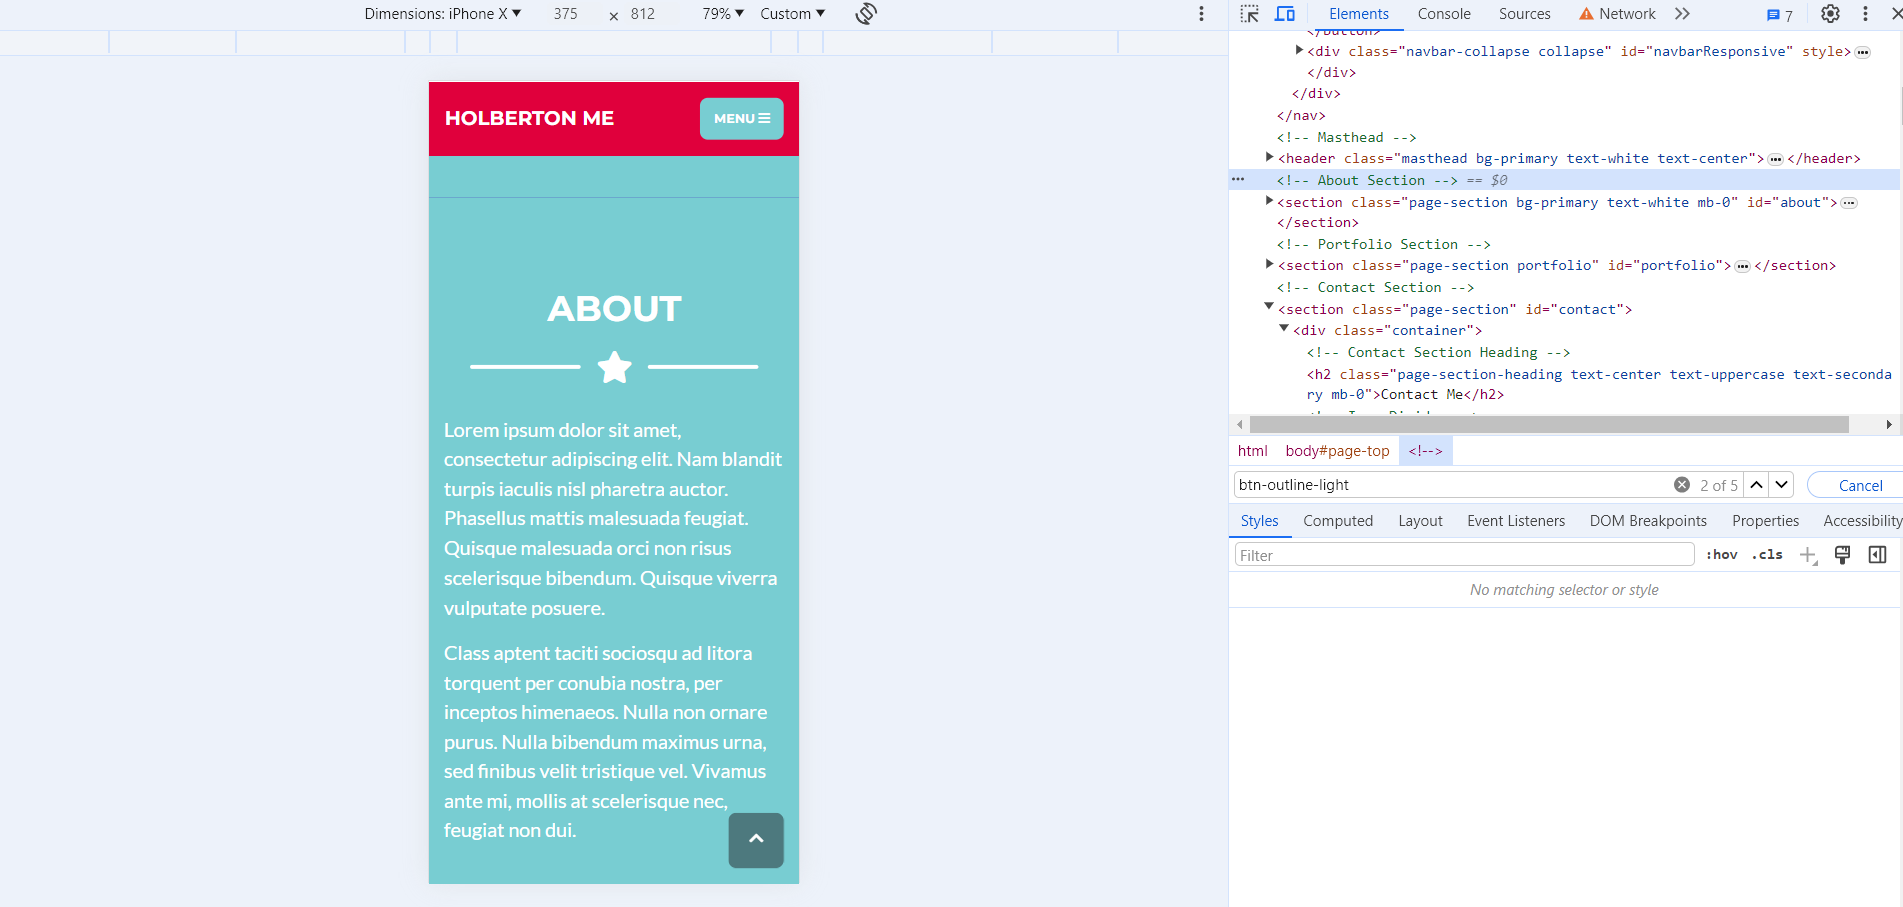 Dimensions: iPhone X ▼ 375 × 812 79% ▼ Custom ▼
HOLBERTON ME
MENU
ABOUT
Lorem ipsum dolor sit amet,
consectetur adipiscing elit. Nam blandit
turpis iaculis nisl pharetra auctor.
Phasellus mattis malesuada feugiat.
Quisque malesuada orci non risus
scelerisque bibendum. Quisque viverra
vulputate posuere.
Class aptent taciti sociosqu ad litora
torquent per conubia nostra, per
inceptos himenaeos. Nulla non ornare
purus. Nulla bibendum maximus urna,
sed finibus velit tristique vel. Vivamus
ante mi, mollis at scelerisque nec,
feugiat non dui.
Elements Console Sources Network 7
</button>
<div class="navbar-collapse collapse" id="navbarResponsive" style>
</div>
</div>
</nav>
<!-- Masthead -->
<header class="masthead bg-primary text-white text-center"> </header>
<!-- About Section --> == $0
<section class="page-section bg-primary text-white mb-0" id="about">
</section>
<!-- Portfolio Section -->
<section class="page-section portfolio" id="portfolio"> </section>
<!-- Contact Section -->
<section class="page-section" id="contact">
<div class="container">
<!-- Contact Section Heading -->
<h2 class="page-section-heading text-center text-uppercase text-seconda
ry mb-0">Contact Me</h2>
html body#page-top <!-->
btn-outline-light 2 of 5 Cancel
Styles Computed Layout Event Listeners DOM Breakpoints Properties Accessibility
Filter :hov .cls
No matching selector or style